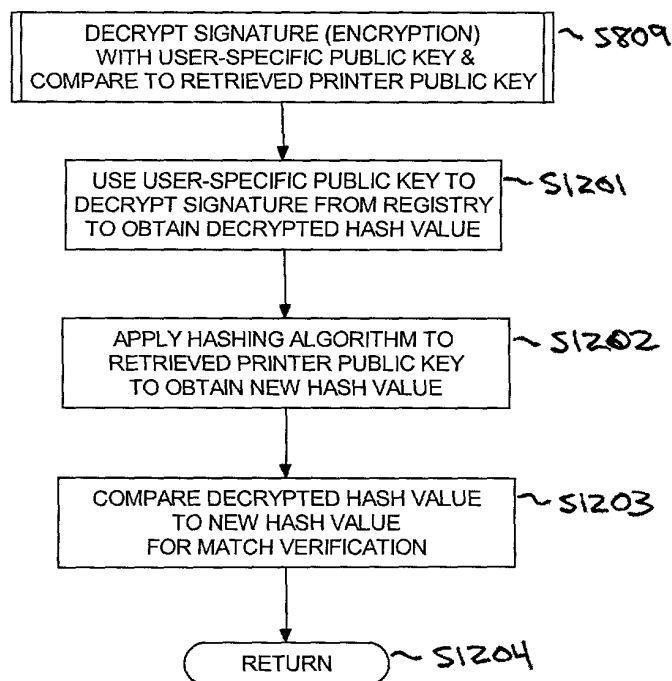 DECRYPT SIGNATURE (ENCRYPTION)
WITH USER-SPECIFIC PUBLIC KEY &
COMPARE TO RETRIEVED PRINTER PUBLIC KEY
S809
USE USER-SPECIFIC PUBLIC KEY TO
DECRYPT SIGNATURE FROM REGISTRY
TO OBTAIN DECRYPTED HASH VALUE
S1201
APPLY HASHING ALGORITHM TO
RETRIEVED PRINTER PUBLIC KEY
TO OBTAIN NEW HASH VALUE
S1202
COMPARE DECRYPTED HASH VALUE
TO NEW HASH VALUE
FOR MATCH VERIFICATION
S1203
RETURN
S1204